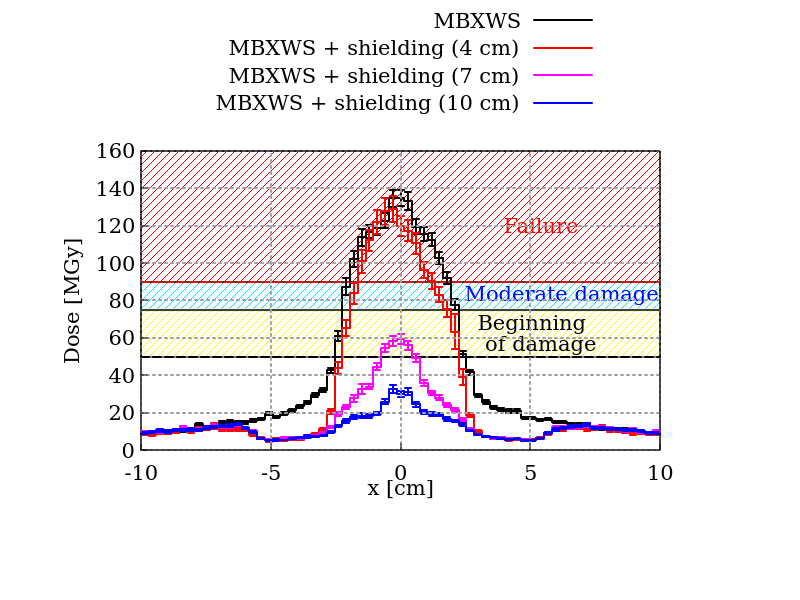 MBXWS
MBXWS + shielding (4 cm)
MBXWS + shielding (7 cm)
MBXWS + shielding (10 cm)
160
140
120
100
80
60
40
20
0
Dose [MGy]
Failure
Moderate damage
Beginning
of damage
-10
-5
0
5
10
x [cm]